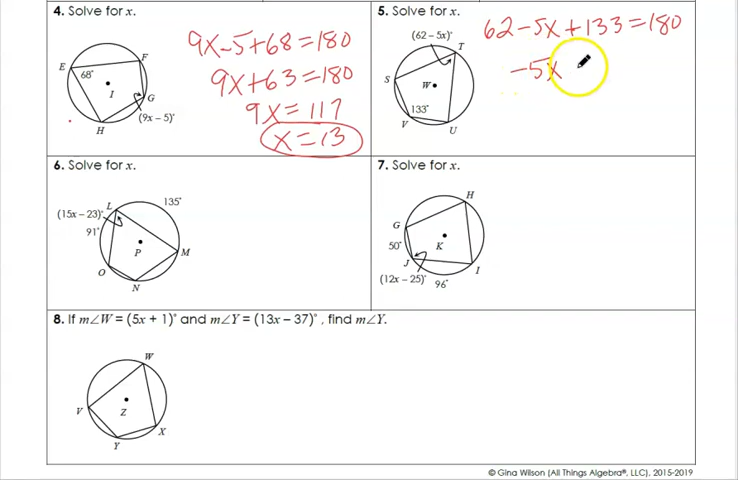 4. Solve for x.
E
F
68°
I
G
H
(9x – 5)°
9x-5+68=180
9x+63=180
9x=117
x=13
5. Solve for x.
(62 – 5x)°
T
S
W
133°
V
U
62-5x+133=180
-5x
6. Solve for x.
135°
L
(15x – 23)°
91°
P
M
O
N
7. Solve for x.
H
G
50°
K
J
I
(12x – 25)°
96°
8. If m∠W = (5x + 1)° and m∠Y = (13x – 37)°, find m∠Y.
W
V
Z
X
Y
© Gina Wilson (All Things Algebra®, LLC), 2015-2019